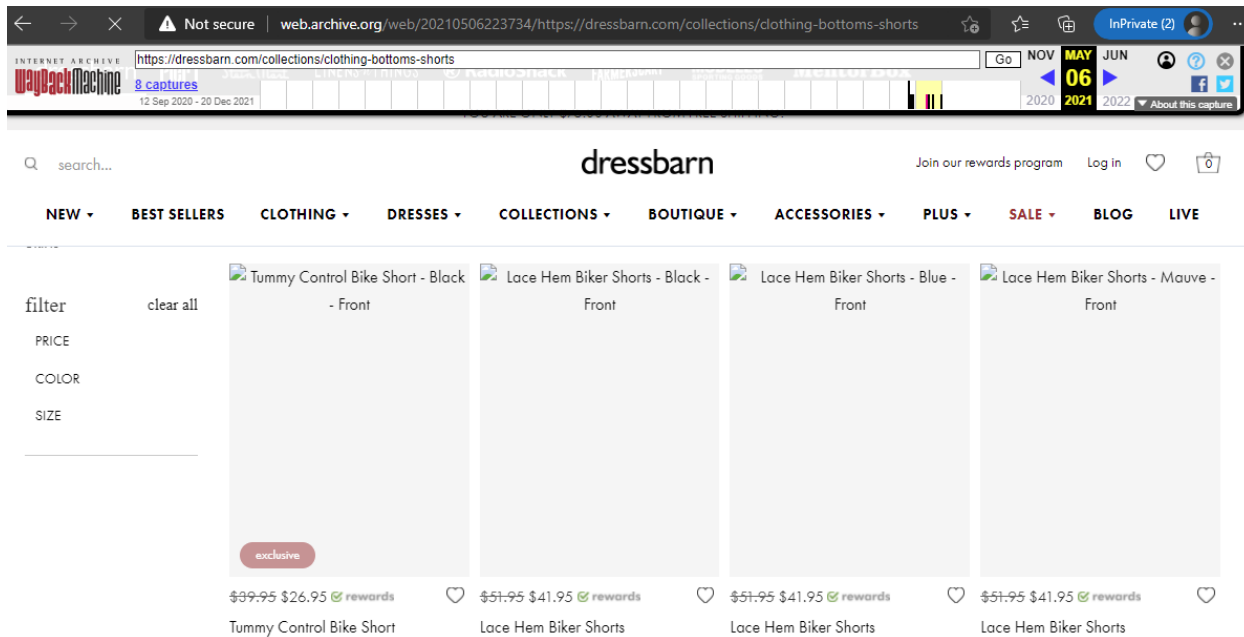 Not secure | web.archive.org/web/20210506223734/https://dressbarn.com/collections/clothing-bottoms-shorts InPrivate (2)
INTERNET ARCHIVE
WayBackMachine
https://dressbarn.com/collections/clothing-bottoms-shorts Go NOV MAY JUN
8 captures 06
12 Sep 2020 - 20 Dec 2021 2020 2021 2022 About this capture
RadioShack MentorBox
search... dressbarn Join our rewards program Log in 0
NEW BEST SELLERS CLOTHING DRESSES COLLECTIONS BOUTIQUE ACCESSORIES PLUS SALE BLOG LIVE
filter clear all
PRICE
COLOR
SIZE
Tummy Control Bike Short - Black
- Front
exclusive
$39.95 $26.95 rewards
Tummy Control Bike Short
Lace Hem Biker Shorts - Black -
Front
$51.95 $41.95 rewards
Lace Hem Biker Shorts
Lace Hem Biker Shorts - Blue -
Front
$51.95 $41.95 rewards
Lace Hem Biker Shorts
Lace Hem Biker Shorts - Mauve -
Front
$51.95 $41.95 rewards
Lace Hem Biker Shorts